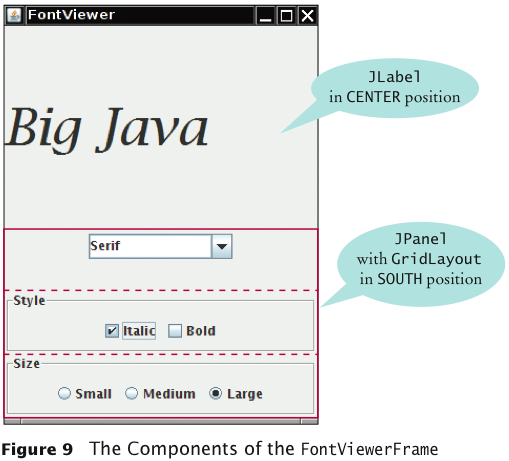 FontViewer
JLabel
in CENTER position
Big Java
Serif
JPanel
with GridLayout
in SOUTH position
Style
Italic
Bold
Size
Small
Medium
Large
Figure 9 The Components of the FontViewerFrame